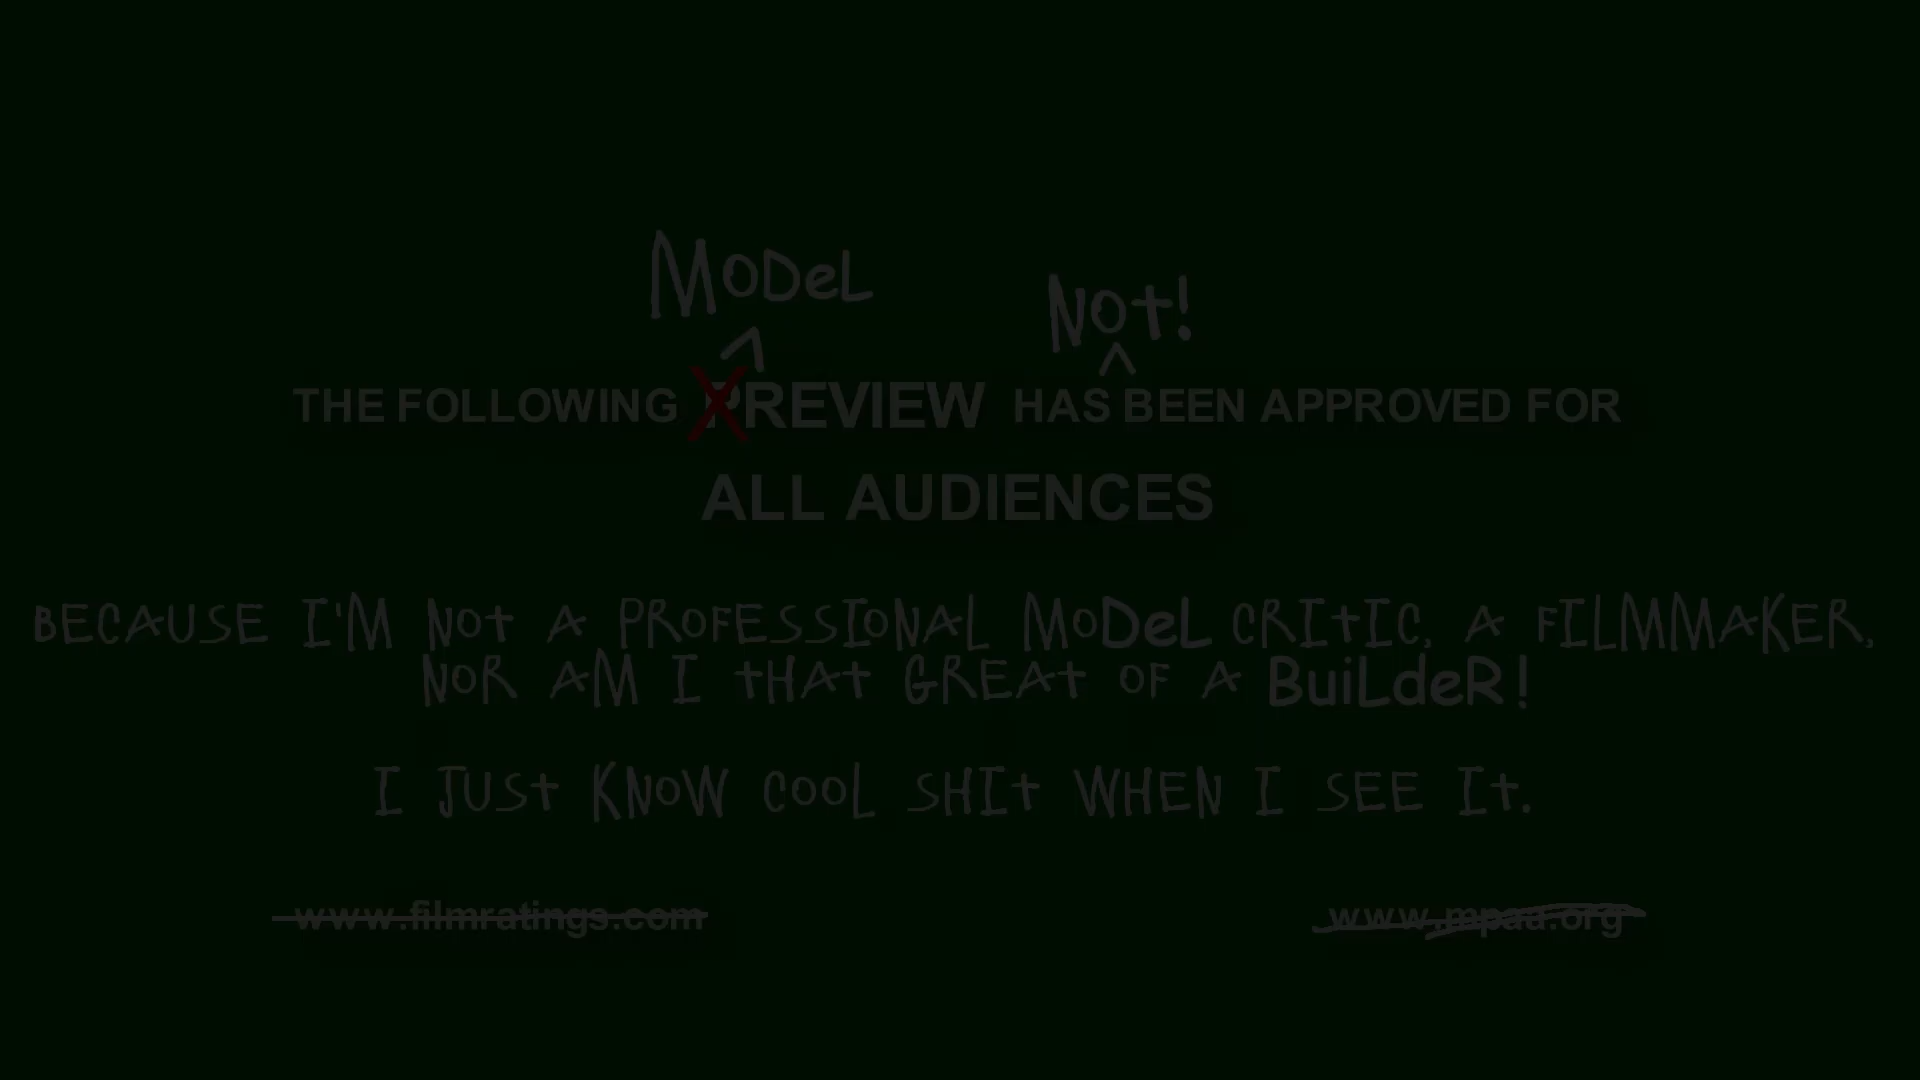 MoDeL
Not!
THE FOLLOWING PREVIEW HAS BEEN APPROVED FOR
ALL AUDIENCES
BECAUSE I'M NOt A PROFESSIONAL MoDeL CRItIC, A FILMMAKER,
NOR AM I tHAt GREAt OF A BuiLdeR!
I JUSt KNOW COOL SHIt WHEN I SEE It.
www.filmratings.com
www.mpaa.org